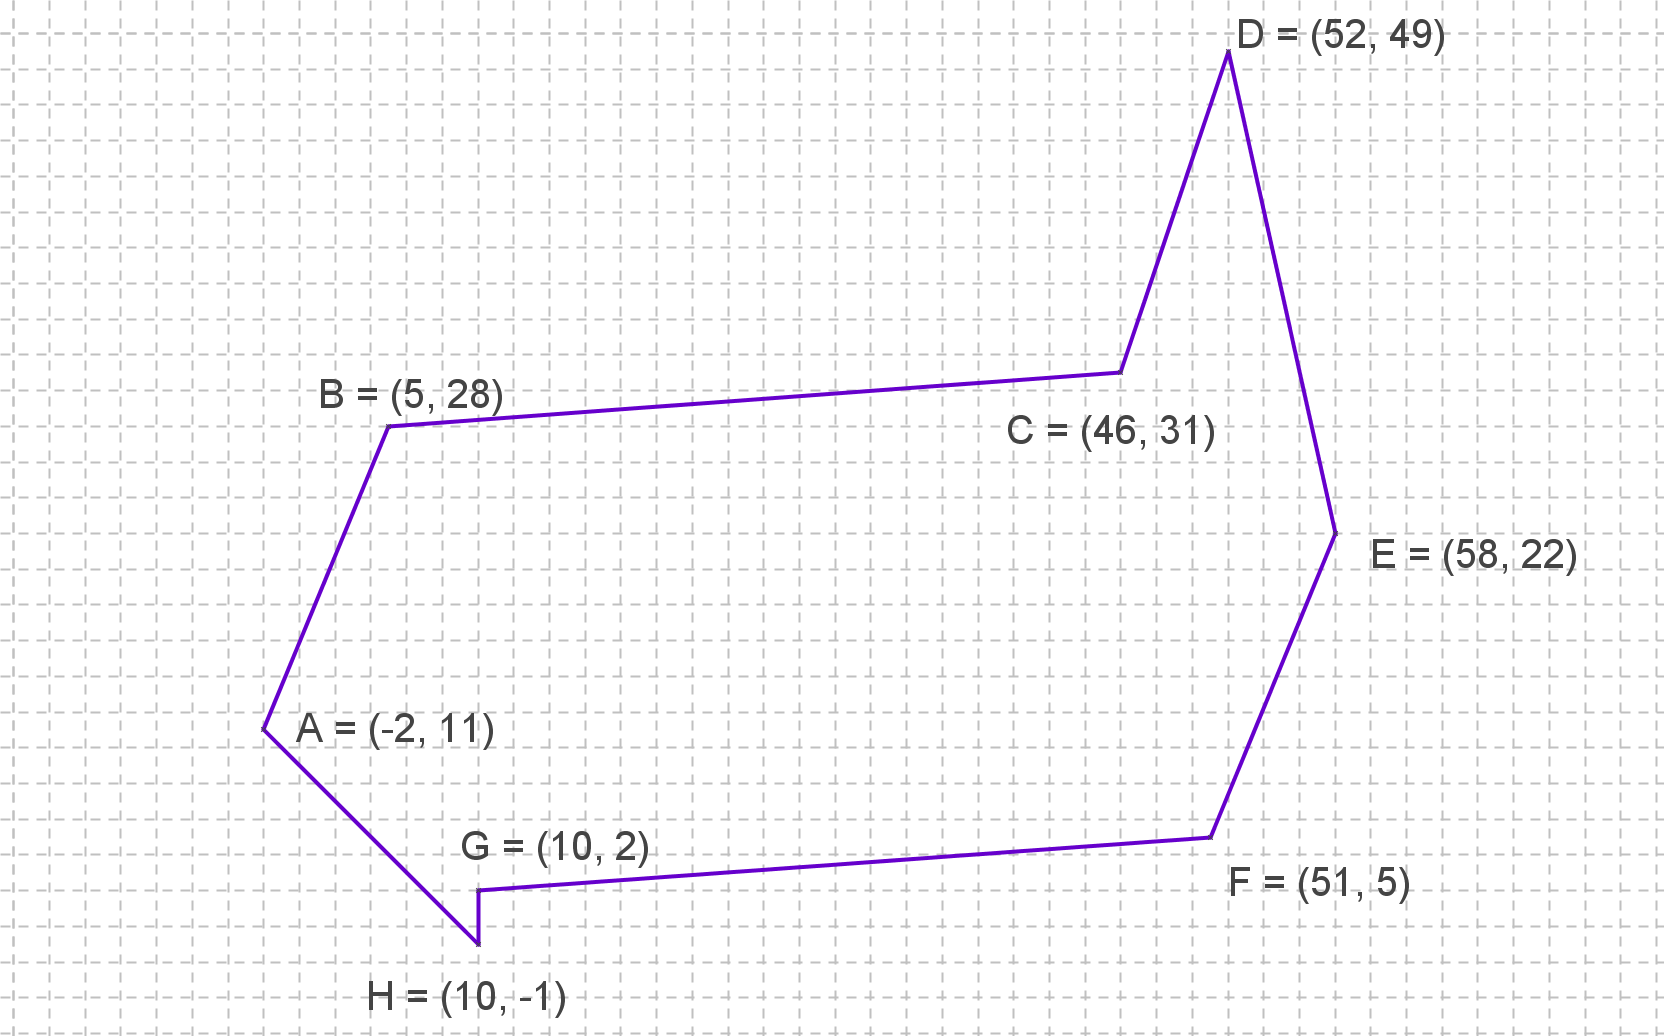 D = (52, 49)
B = (5, 28)
C = (46, 31)
E = (58, 22)
A = (-2, 11)
G = (10, 2)
F = (51, 5)
H = (10, -1)